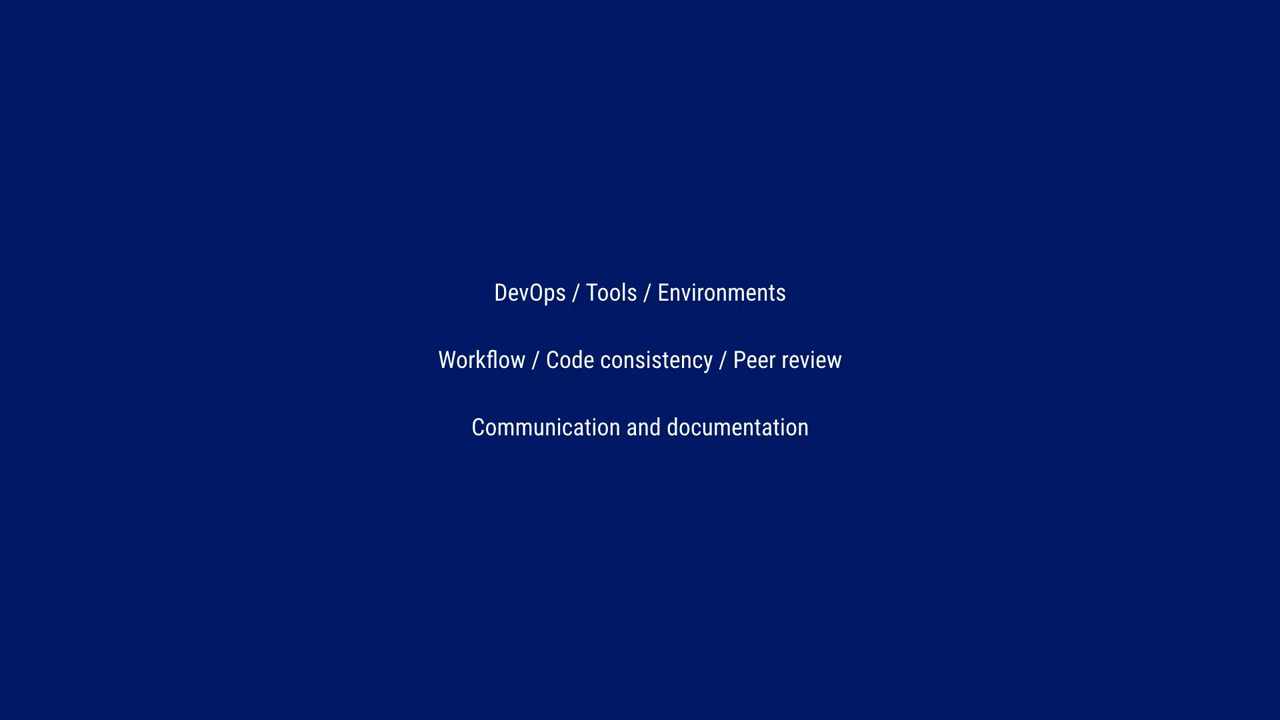 DevOps / Tools / Environments
Workflow / Code consistency / Peer review
Communication and documentation